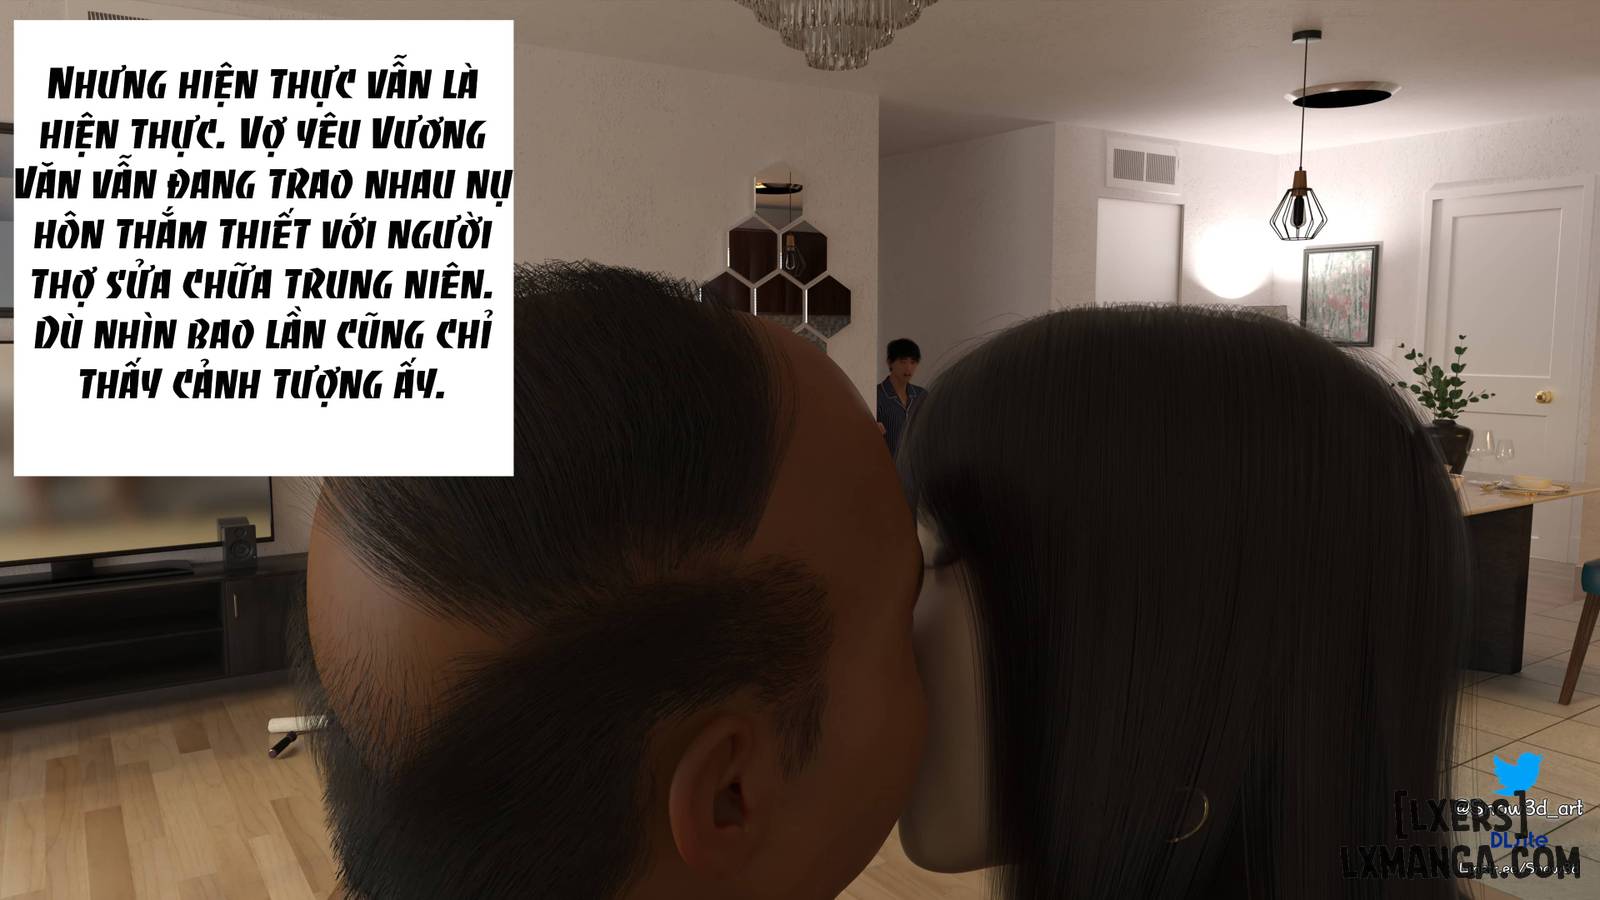 Nhưng hiện thực vẫn là
hiện thực. Vợ yêu Vương
Văn vẫn đang trao nhau nụ
hôn thắm thiết với người
thợ sửa chữa trung niên.
Dù nhìn bao lần cũng chỉ
thấy cảnh tượng ấy.
@Snow3d_art
[LXERS]
LXMANGA.COM